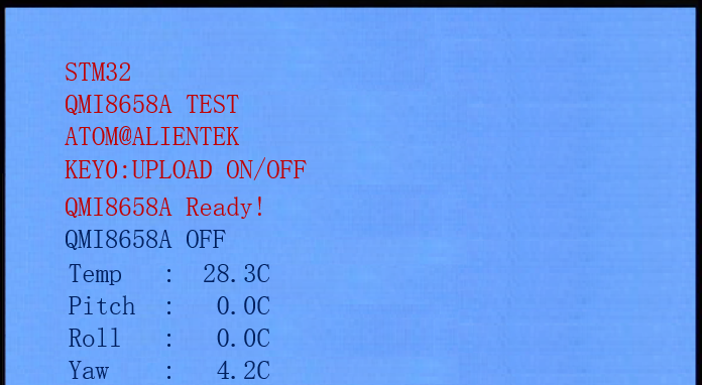 STM32
QMI8658A TEST
ATOM@ALIENTEK
KEY0:UPLOAD ON/OFF
QMI8658A Ready!
QMI8658A OFF
Temp : 28.3C
Pitch : 0.0C
Roll : 0.0C
Yaw : 4.2C